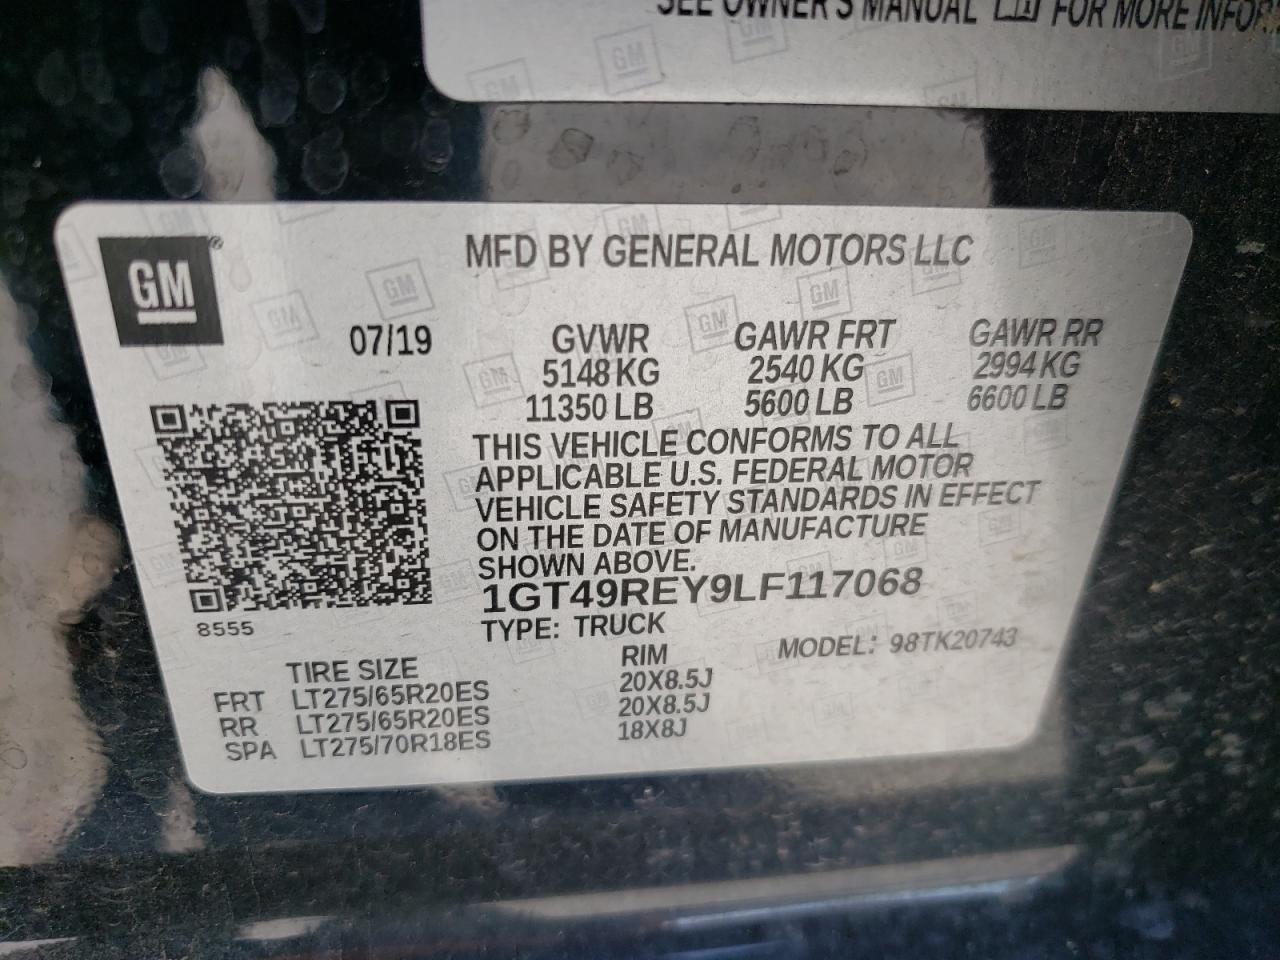 SEE OWNER'S MANUAL FOR MORE
GM®
MFD BY GENERAL MOTORS LLC
07/19 GVWR GAWR FRT GAWR RR
5148 KG 2540 KG 2994 KG
11350 LB 5600 LB 6600 LB
THIS VEHICLE CONFORMS TO ALL
APPLICABLE U.S. FEDERAL MOTOR
VEHICLE SAFETY STANDARDS IN EFFECT
ON THE DATE OF MANUFACTURE
SHOWN ABOVE.
1GT49REY9LF117068
8555
TYPE: TRUCK MODEL: 98TK20743
TIRE SIZE RIM
FRT LT275/65R20ES 20X8.5J
RR LT275/65R20ES 20X8.5J
SPA LT275/70R18ES 18X8J